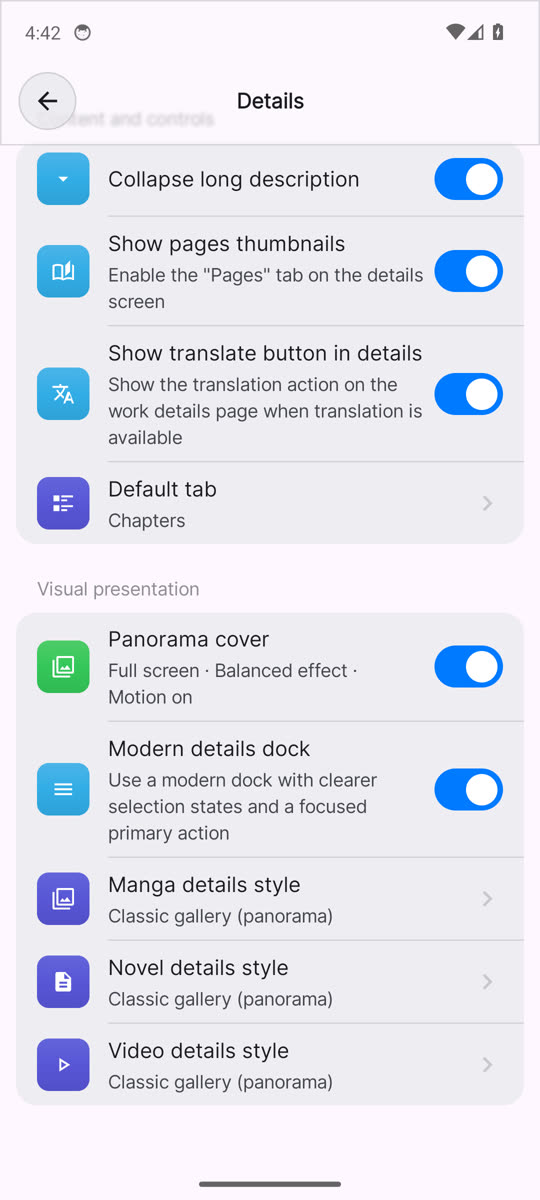 4:42
Details
Content and controls
Collapse long description
Show pages thumbnails
Enable the "Pages" tab on the details
screen
Show translate button in details
Show the translation action on the
work details page when translation is
available
Default tab
Chapters
Visual presentation
Panorama cover
Full screen · Balanced effect ·
Motion on
Modern details dock
Use a modern dock with clearer
selection states and a focused
primary action
Manga details style
Classic gallery (panorama)
Novel details style
Classic gallery (panorama)
Video details style
Classic gallery (panorama)